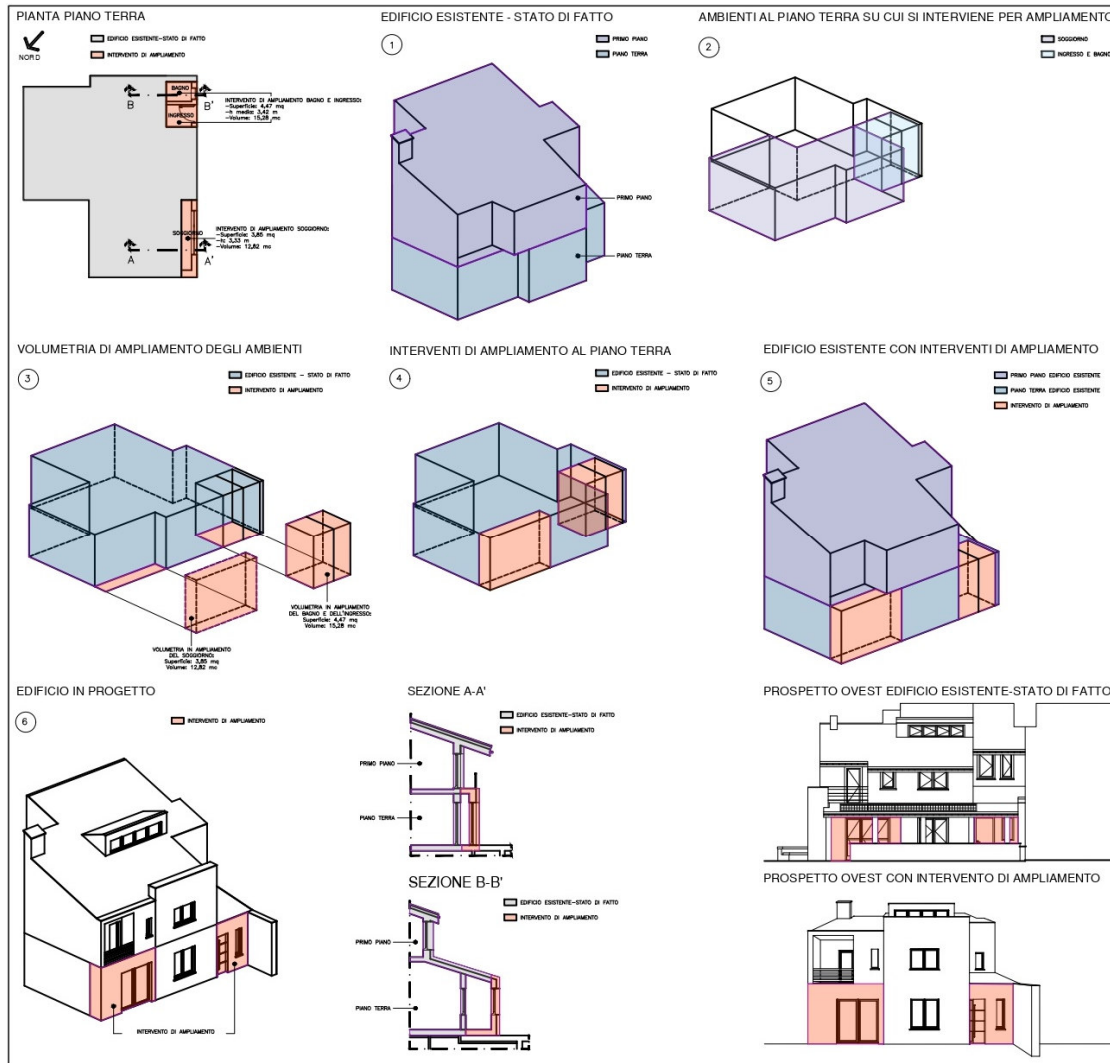 PIANTA PIANO TERRA
NORD
EDIFICIO ESISTENTE-STATO DI FATTO
INTERVENTO DI AMPLIAMENTO
BAGNO
B
B'
INGRESSO
INTERVENTO DI AMPLIAMENTO BAGNO E INGRESSO:
-Superficie: 4,47 mq
-h media: 3,42 m
-Volume: 15,28 mc
SOGGIORNO
INTERVENTO DI AMPLIAMENTO SOGGIORNO:
-Superficie: 3,85 mq
-h: 3,33 m
-Volume: 12,82 mc
A
A'
EDIFICIO ESISTENTE - STATO DI FATTO
1
PRIMO PIANO
PIANO TERRA
PRIMO PIANO
PIANO TERRA
AMBIENTI AL PIANO TERRA SU CUI SI INTERVIENE PER AMPLIAMENTO
2
SOGGIORNO
INGRESSO E BAGNO
VOLUMETRIA DI AMPLIAMENTO DEGLI AMBIENTI
3
EDIFICIO ESISTENTE - STATO DI FATTO
INTERVENTO DI AMPLIAMENTO
VOLUMETRIA IN AMPLIAMENTO
DEL BAGNO E DELL'INGRESSO:
Superficie: 4,47 mq
Volume: 15,28 mc
VOLUMETRIA IN AMPLIAMENTO
DEL SOGGIORNO:
Superficie: 3,85 mq
Volume: 12,82 mc
INTERVENTI DI AMPLIAMENTO AL PIANO TERRA
4
EDIFICIO ESISTENTE - STATO DI FATTO
INTERVENTO DI AMPLIAMENTO
EDIFICIO ESISTENTE CON INTERVENTI DI AMPLIAMENTO
5
PRIMO PIANO EDIFICIO ESISTENTE
PIANO TERRA EDIFICIO ESISTENTE
INTERVENTO DI AMPLIAMENTO
EDIFICIO IN PROGETTO
6
INTERVENTO DI AMPLIAMENTO
INTERVENTO DI AMPLIAMENTO
SEZIONE A-A'
EDIFICIO ESISTENTE-STATO DI FATTO
INTERVENTO DI AMPLIAMENTO
PRIMO PIANO
PIANO TERRA
SEZIONE B-B'
EDIFICIO ESISTENTE-STATO DI FATTO
INTERVENTO DI AMPLIAMENTO
PRIMO PIANO
PIANO TERRA
PROSPETTO OVEST EDIFICIO ESISTENTE-STATO DI FATTO
PROSPETTO OVEST CON INTERVENTO DI AMPLIAMENTO